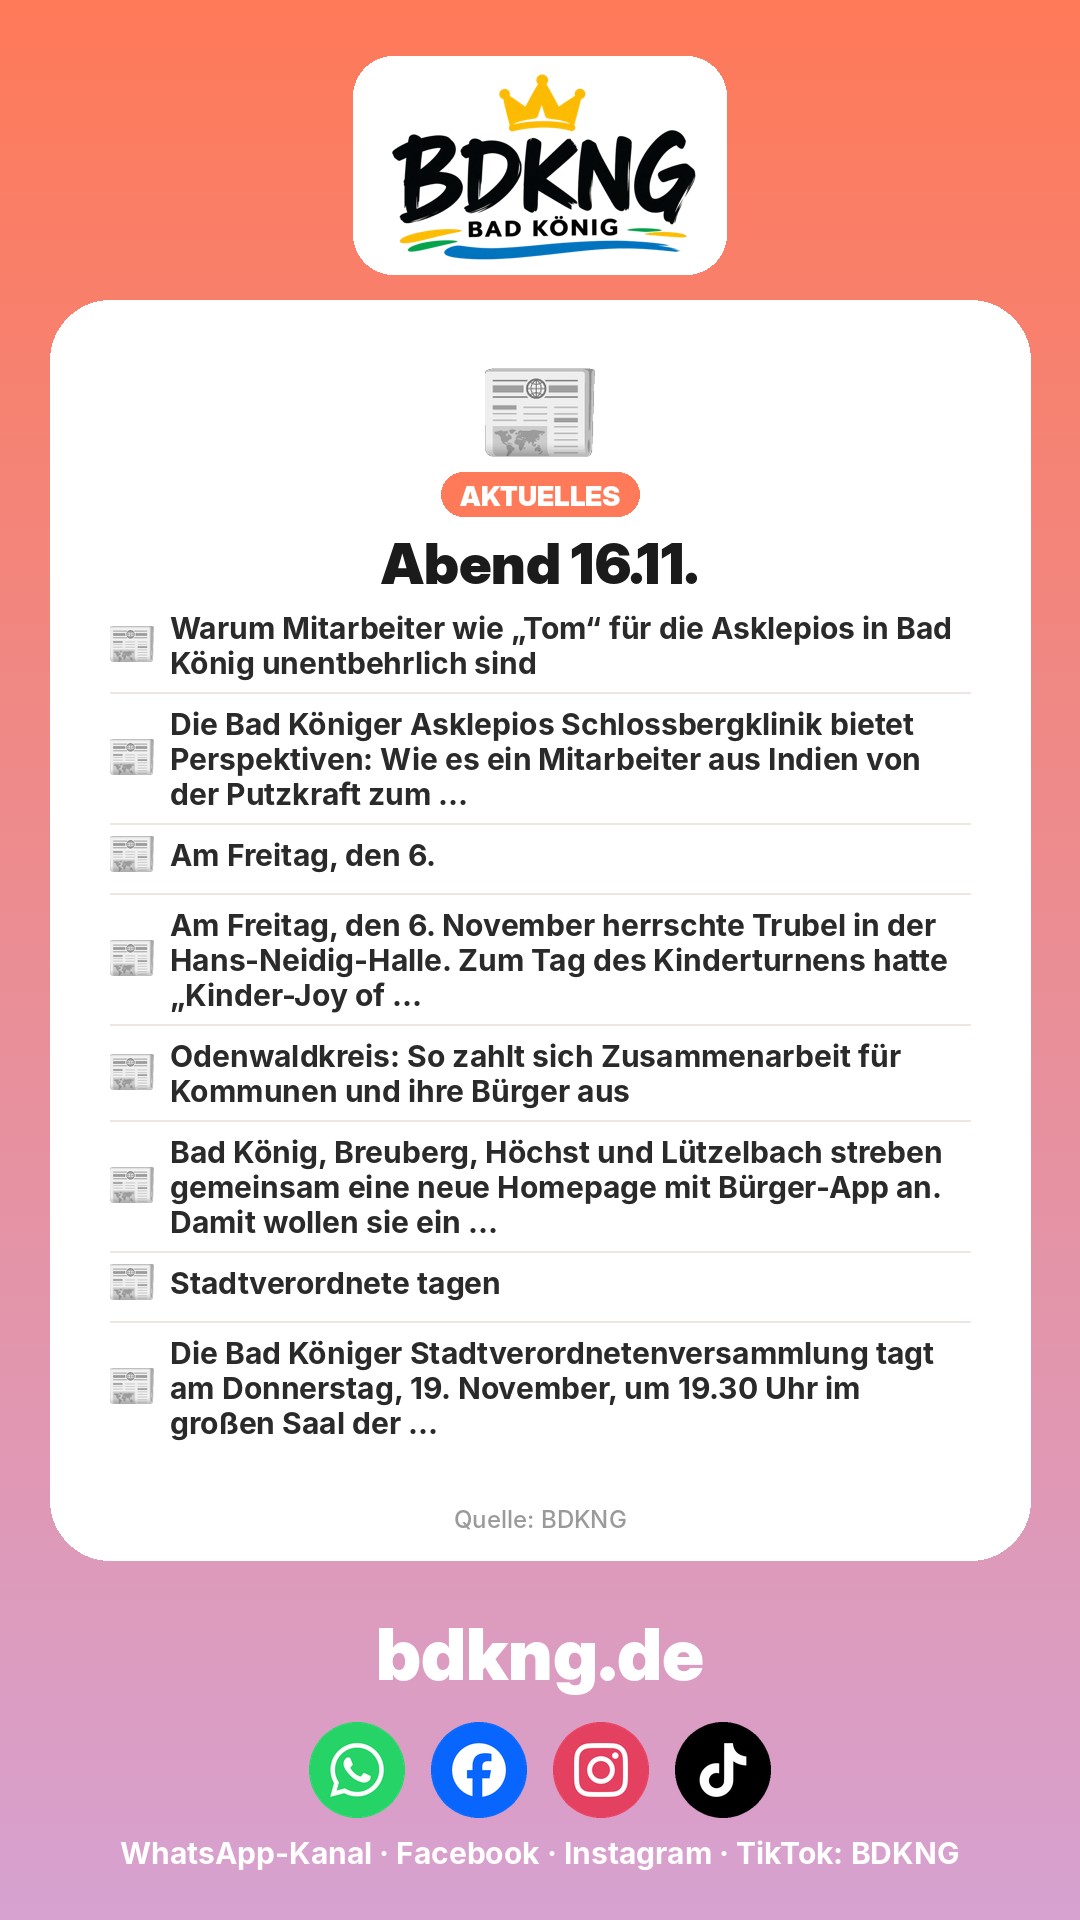 BDKNG
BAD KÖNIG
AKTUELLES
Abend 16.11.
Warum Mitarbeiter wie „Tom“ für die Asklepios in Bad
König unentbehrlich sind
Die Bad Königer Asklepios Schlossbergklinik bietet
Perspektiven: Wie es ein Mitarbeiter aus Indien von
der Putzkraft zum ...
Am Freitag, den 6.
Am Freitag, den 6. November herrschte Trubel in der
Hans-Neidig-Halle. Zum Tag des Kinderturnens hatte
„Kinder-Joy of ...
Odenwaldkreis: So zahlt sich Zusammenarbeit für
Kommunen und ihre Bürger aus
Bad König, Breuberg, Höchst und Lützelbach streben
gemeinsam eine neue Homepage mit Bürger-App an.
Damit wollen sie ein ...
Stadtverordnete tagen
Die Bad Königer Stadtverordnetenversammlung tagt
am Donnerstag, 19. November, um 19.30 Uhr im
großen Saal der ...
Quelle: BDKNG
bdkng.de
WhatsApp-Kanal · Facebook · Instagram · TikTok: BDKNG